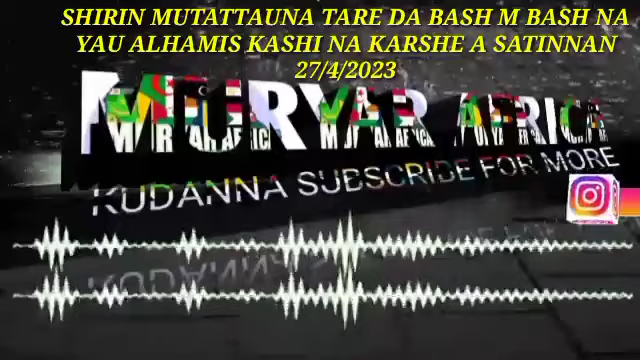 SHIRIN MUTATTAUNA TARE DA BASH M BASH NA
YAU ALHAMIS KASHI NA KARSHE A SATINNAN
27/4/2023
MURYAR AFRICA
KUDANNA SUBSCRIBE FOR MORE